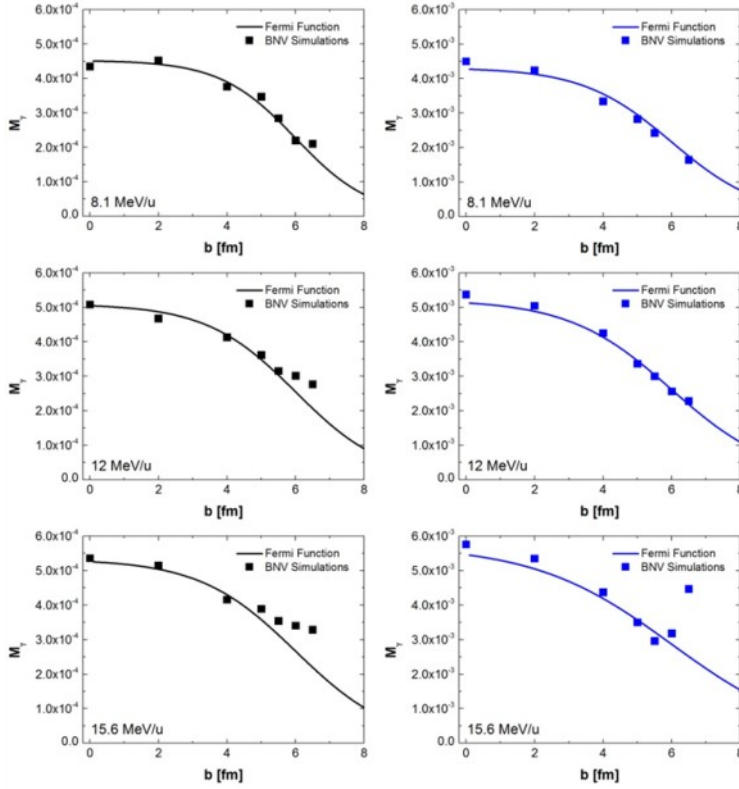 6.0x10⁻⁴
5.0x10⁻⁴
4.0x10⁻⁴
3.0x10⁻⁴
2.0x10⁻⁴
1.0x10⁻⁴
0.0
Mγ
Fermi Function
BNV Simulations
8.1 MeV/u
0 2 4 6 8
b [fm]
6.0x10⁻³
5.0x10⁻³
4.0x10⁻³
3.0x10⁻³
2.0x10⁻³
1.0x10⁻³
0.0
Mγ
Fermi Function
BNV Simulations
8.1 MeV/u
0 2 4 6 8
b [fm]
6.0x10⁻⁴
5.0x10⁻⁴
4.0x10⁻⁴
3.0x10⁻⁴
2.0x10⁻⁴
1.0x10⁻⁴
0.0
Mγ
Fermi Function
BNV Simulations
12 MeV/u
0 2 4 6 8
b [fm]
6.0x10⁻³
5.0x10⁻³
4.0x10⁻³
3.0x10⁻³
2.0x10⁻³
1.0x10⁻³
0.0
Mγ
Fermi Function
BNV Simulations
12 MeV/u
0 2 4 6 8
b [fm]
6.0x10⁻⁴
5.0x10⁻⁴
4.0x10⁻⁴
3.0x10⁻⁴
2.0x10⁻⁴
1.0x10⁻⁴
0.0
Mγ
Fermi Function
BNV Simulations
15.6 MeV/u
0 2 4 6 8
b [fm]
6.0x10⁻³
5.0x10⁻³
4.0x10⁻³
3.0x10⁻³
2.0x10⁻³
1.0x10⁻³
0.0
Mγ
Fermi Function
BNV Simulations
15.6 MeV/u
0 2 4 6 8
b [fm]